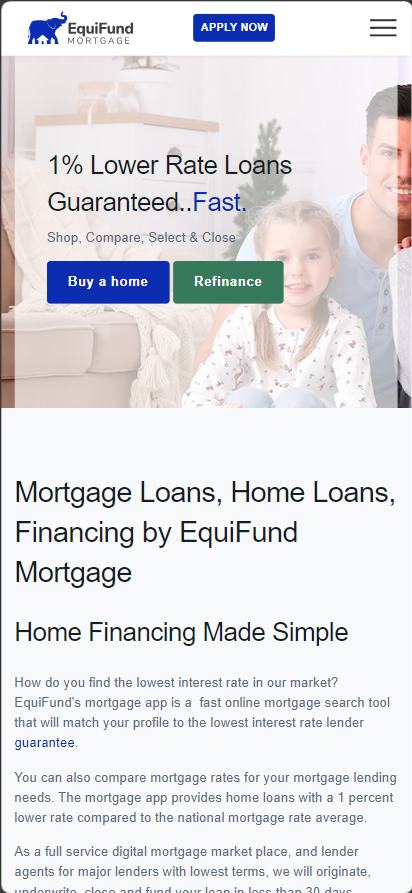 EquiFund
MORTGAGE
APPLY NOW
1% Lower Rate Loans
Guaranteed..Fast.
Shop, Compare, Select & Close
Buy a home
Refinance
Mortgage Loans, Home Loans,
Financing by EquiFund
Mortgage
Home Financing Made Simple
How do you find the lowest interest rate in our market?
EquiFund's mortgage app is a fast online mortgage search tool
that will match your profile to the lowest interest rate lender
guarantee.
You can also compare mortgage rates for your mortgage lending
needs. The mortgage app provides home loans with a 1 percent
lower rate compared to the national mortgage rate average.
As a full service digital mortgage market place, and lender
agents for major lenders with lowest terms, we will originate,
underwrite, close and fund your loan in less than 30 days